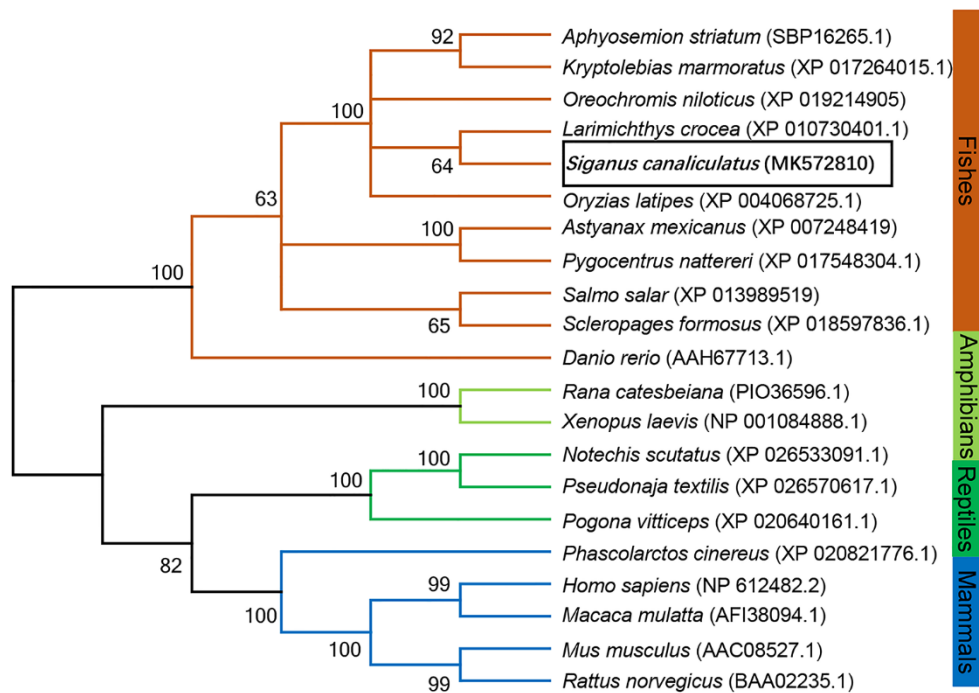 92
Aphyosemion striatum (SBP16265.1)
Kryptolebias marmoratus (XP 017264015.1)
100
Oreochromis niloticus (XP 019214905)
Larimichthys crocea (XP 010730401.1)
64
Siganus canaliculatus (MK572810)
63
Oryzias latipes (XP 004068725.1)
100
Astyanax mexicanus (XP 007248419)
Pygocentrus nattereri (XP 017548304.1)
100
Salmo salar (XP 013989519)
65
Scleropages formosus (XP 018597836.1)
Danio rerio (AAH67713.1)
Fishes
100
Rana catesbeiana (PIO36596.1)
Xenopus laevis (NP 001084888.1)
Amphibians
100
Notechis scutatus (XP 026533091.1)
100
Pseudonaja textilis (XP 026570617.1)
Pogona vitticeps (XP 020640161.1)
Reptiles
82
Phascolarctos cinereus (XP 020821776.1)
99
Homo sapiens (NP 612482.2)
100
Macaca mulatta (AFI38094.1)
100
Mus musculus (AAC08527.1)
99
Rattus norvegicus (BAA02235.1)
Mammals